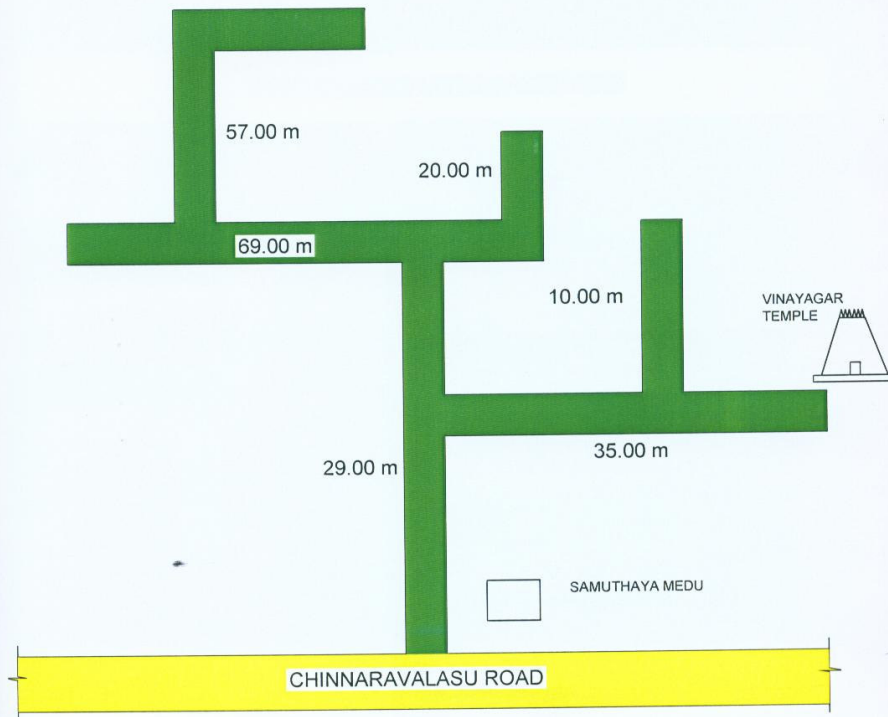 57.00 m
20.00 m
69.00 m
10.00 m
VINAYAGAR
TEMPLE
35.00 m
29.00 m
SAMUTHAYA MEDU
CHINNARAVALASU ROAD